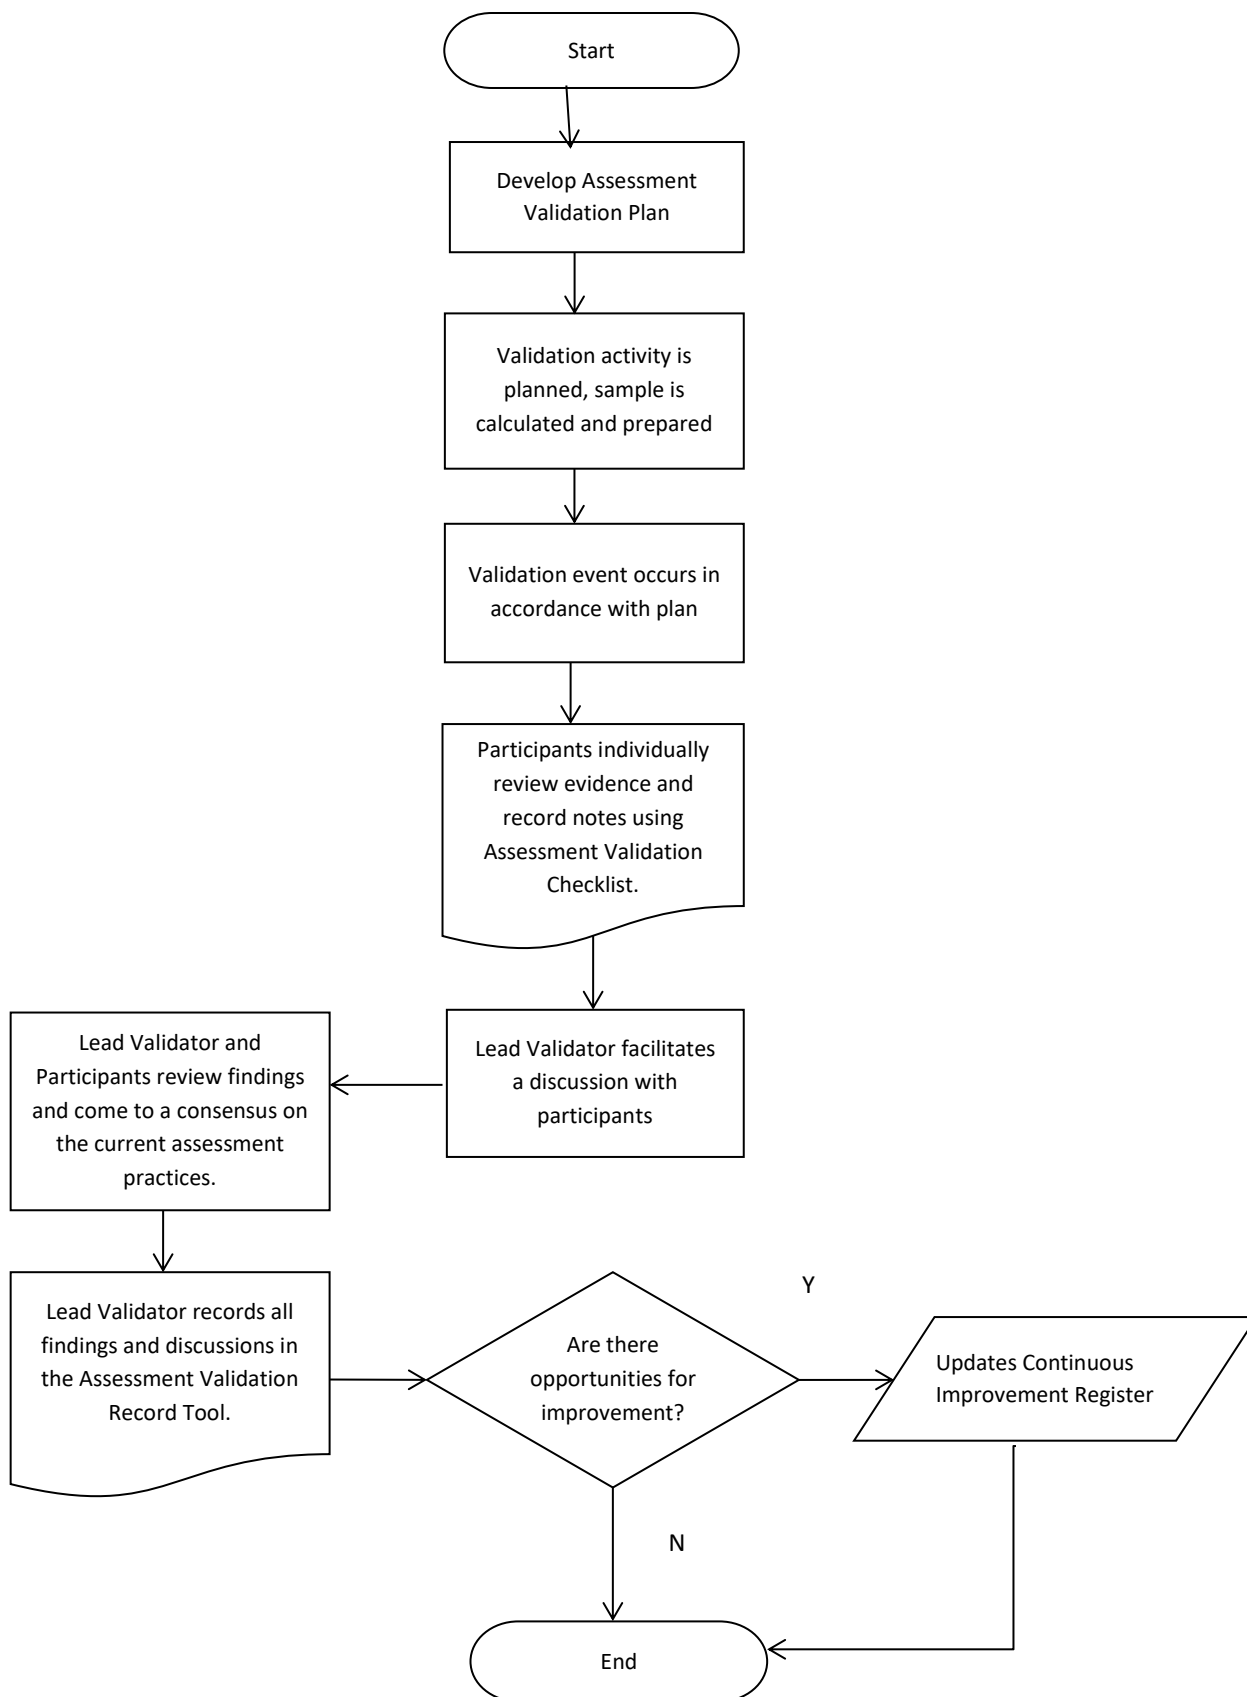 Start
Develop Assessment
Validation Plan
Validation activity is
planned, sample is
calculated and prepared
Validation event occurs in
accordance with plan
Participants individually
review evidence and
record notes using
Assessment Validation
Checklist.
Lead Validator facilitates
a discussion with
participants
Lead Validator and
Participants review findings
and come to a consensus on
the current assessment
practices.
Lead Validator records all
findings and discussions in
the Assessment Validation
Record Tool.
Are there
opportunities for
improvement?
Y
Updates Continuous
Improvement Register
N
End